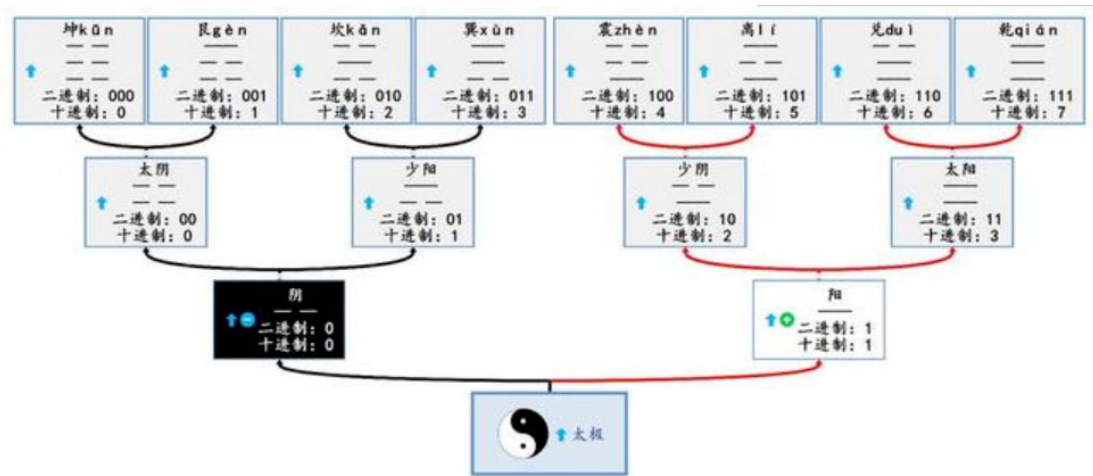 坤kūn
二进制: 000
十进制: 0
艮gèn
二进制: 001
十进制: 1
坎kǎn
二进制: 010
十进制: 2
巽xùn
二进制: 011
十进制: 3
震zhèn
二进制: 100
十进制: 4
离lí
二进制: 101
十进制: 5
兑duì
二进制: 110
十进制: 6
乾qián
二进制: 111
十进制: 7
太阴
二进制: 00
十进制: 0
少阳
二进制: 01
十进制: 1
少阴
二进制: 10
十进制: 2
太阳
二进制: 11
十进制: 3
阴
二进制: 0
十进制: 0
阳
二进制: 1
十进制: 1
太极